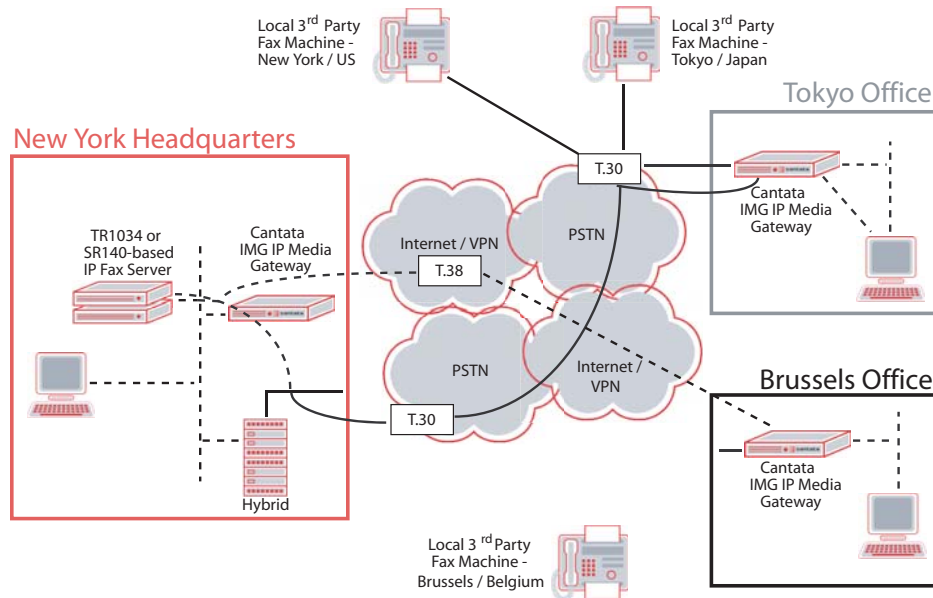 Local 3rd Party
Fax Machine -
New York / US
Local 3rd Party
Fax Machine -
Tokyo / Japan
Tokyo Office
New York Headquarters
T.30
Cantata
IMG IP Media
Gateway
TR1034 or
SR140-based
IP Fax Server
Cantata
IMG IP Media
Gateway
Internet / VPN
T.38
PSTN
PSTN
Internet /
VPN
Brussels Office
T.30
Cantata
IMG IP Media
Gateway
Hybrid
Local 3 rd Party
Fax Machine -
Brussels / Belgium